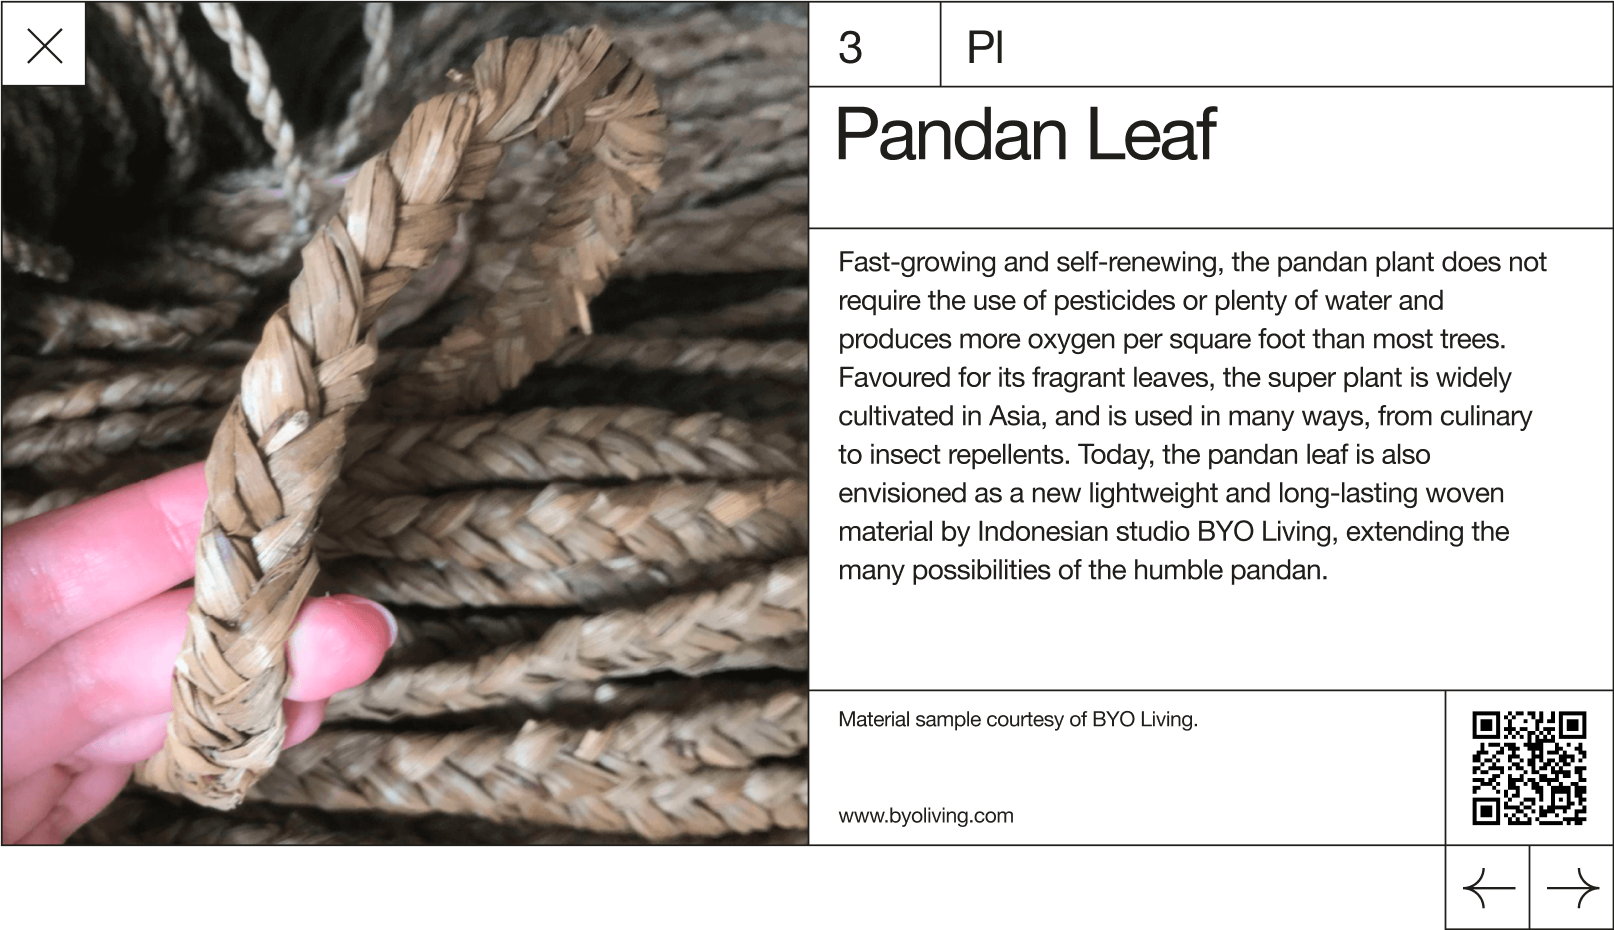 3
Pl
Pandan Leaf
Fast-growing and self-renewing, the pandan plant does not
require the use of pesticides or plenty of water and
produces more oxygen per square foot than most trees.
Favoured for its fragrant leaves, the super plant is widely
cultivated in Asia, and is used in many ways, from culinary
to insect repellents. Today, the pandan leaf is also
envisioned as a new lightweight and long-lasting woven
material by Indonesian studio BYO Living, extending the
many possibilities of the humble pandan.
Material sample courtesy of BYO Living.
www.byoliving.com